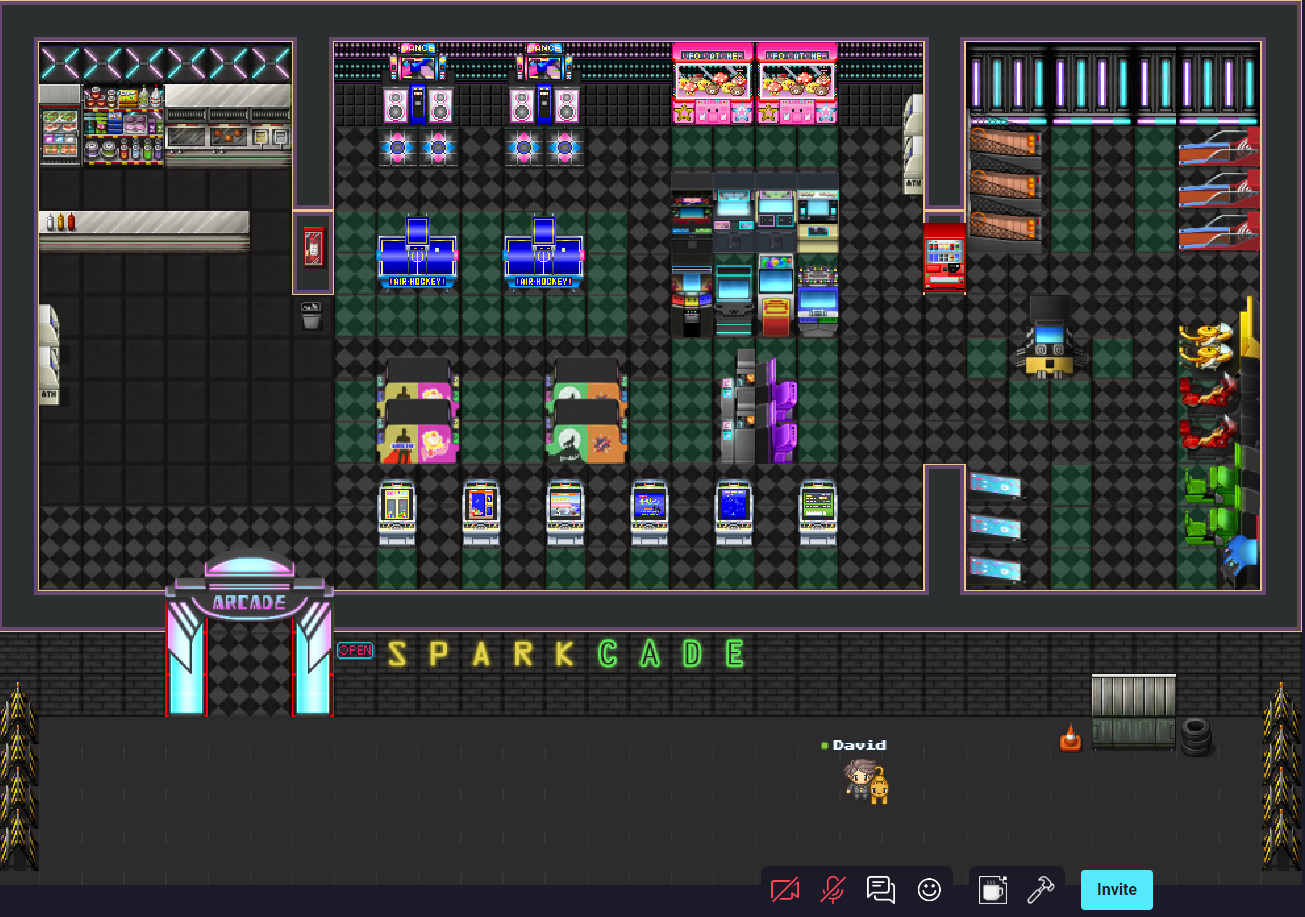 DANCE DANCE UFO CATCHER UFO CATCHER
ATM
!AIR-HOCKEY! !AIR-HOCKEY!
ATM
ARCADE
OPEN SPARKCADE
David
Invite